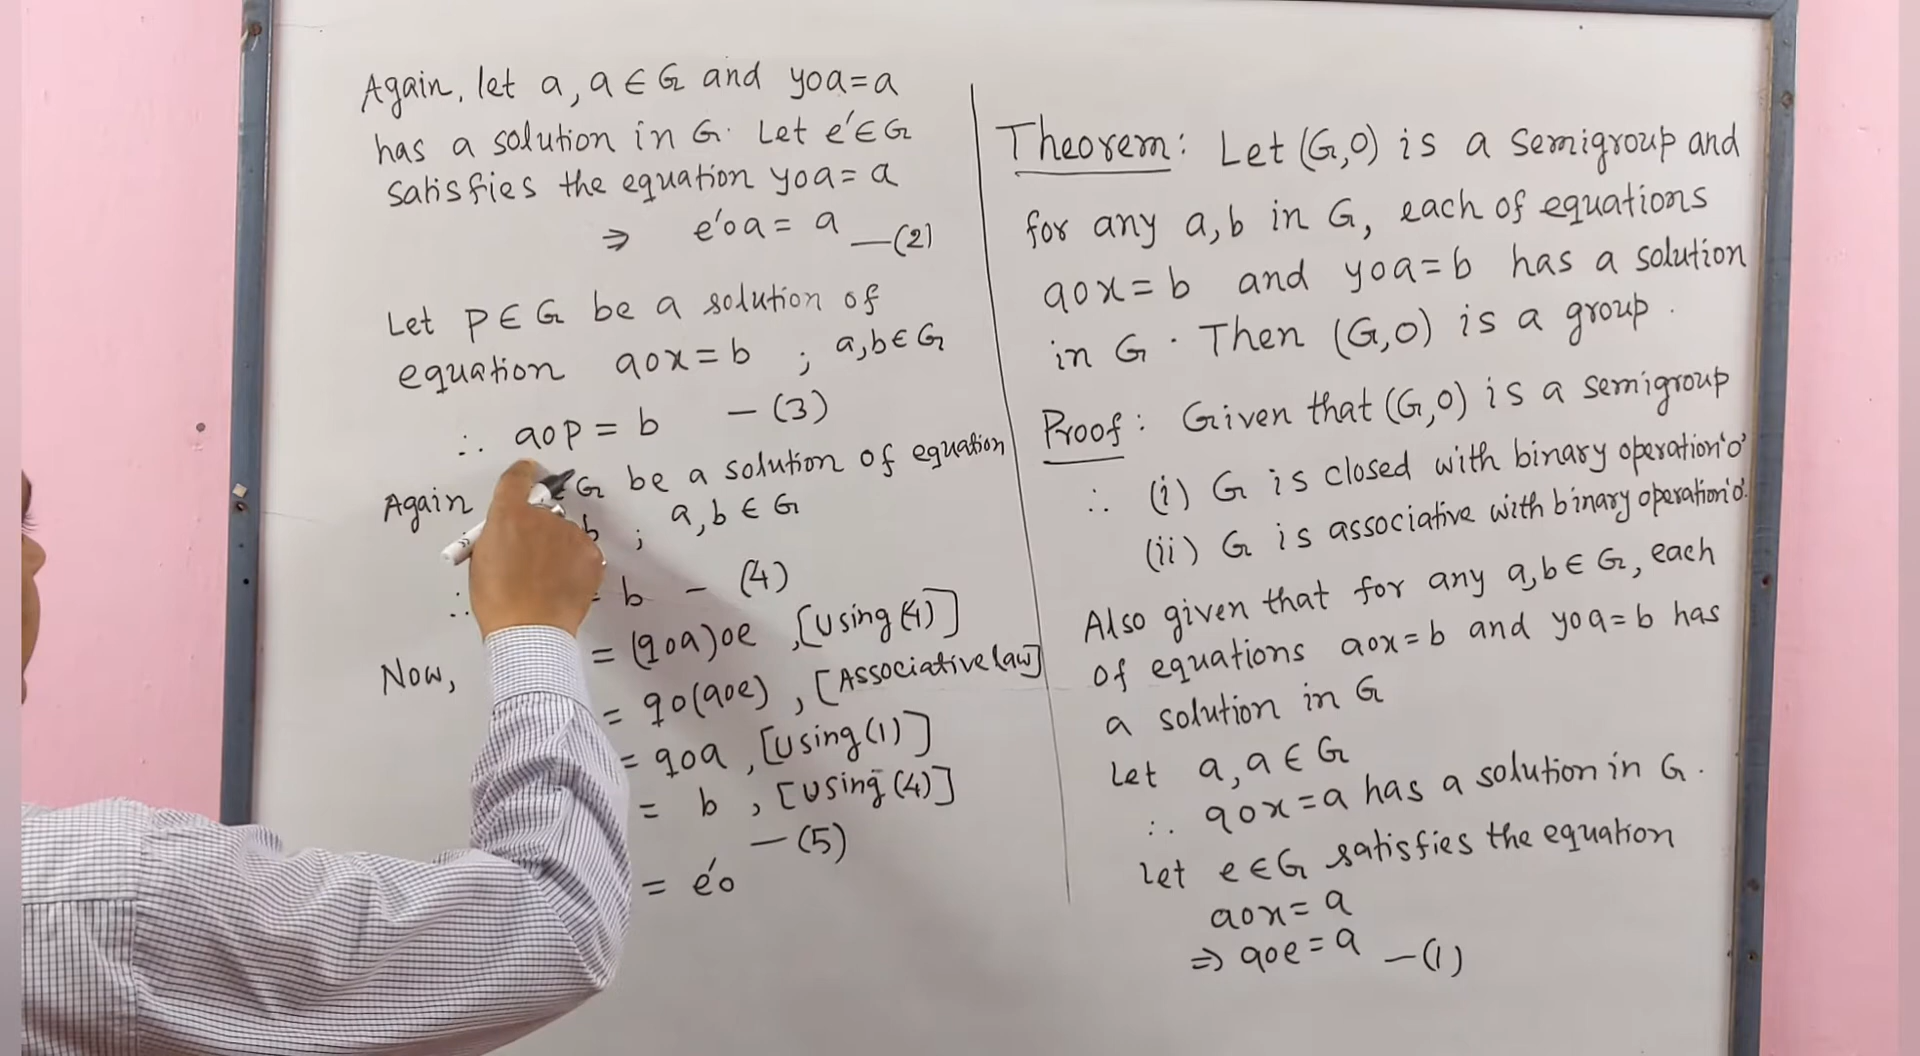 Theorem: Let (G,0) is a semigroup and
for any a,b in G, each of equations
aox=b and yoa=b has a solution
in G. Then (G,0) is a group.
Proof: Given that (G,0) is a semigroup
∴ (i) G is closed with binary operation 'o'
(ii) G is associative with binary operation 'o'.
Also given that for any a,b∈G, each
of equations aox=b and yoa=b has
a solution in G
Let a,a∈G
∴ aox=a has a solution in G.
Let e∈G satisfies the equation
aox=a
⇒ aoe=a —(1)
Again, let a,a∈G and yoa=a
has a solution in G. Let e'∈G
satisfies the equation yoa=a
⇒ e'oa=a —(2)
Let p∈G be a solution of
equation aox=b ; a,b∈G
∴ aop=b —(3)
Again ∈G be a solution of equation
b ; a,b∈G
∴ = b —(4)
Now, =(qoa)oe ,[Using (4)]
=qo(aoe) ,[Associative law]
=qoa ,[Using (1)]
= b ,[Using (4)]
—(5)
= e'o